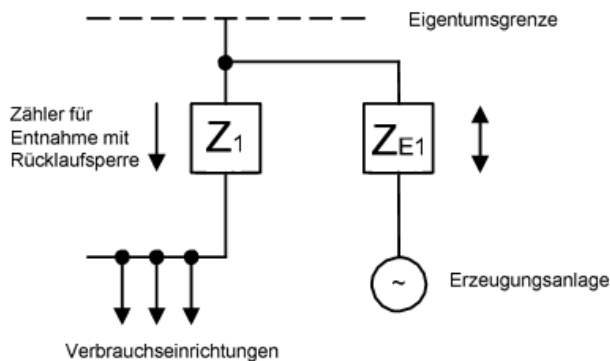 Eigentumsgrenze
Zähler für
Entnahme mit
Rücklaufsperre
Z1
ZE1
~
Erzeugungsanlage
Verbrauchseinrichtungen